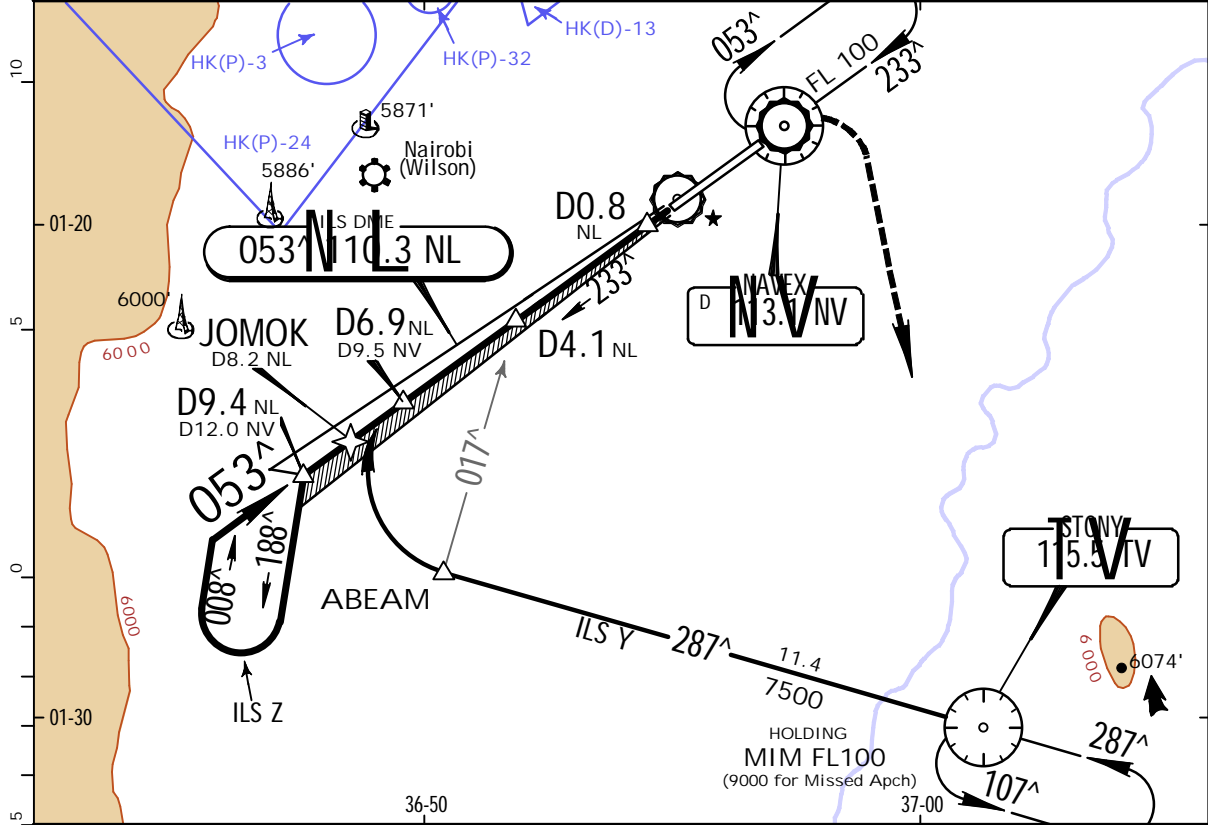 HK(D)-13
HK(P)-3
HK(P)-32
053^
FL 100
233^
10
5871'
HK(P)-24
Nairobi
(Wilson)
5886'
D0.8
NL
01-20
ILS DME
053^ 110.3 NL
N L
233^
NAVEX
D 113.1 NV
N V
6000'
5
JOMOK
D8.2 NL
D6.9 NL
D9.5 NV
D4.1 NL
6000
D9.4 NL
D12.0 NV
053^
017^
188^
008^
STONY
115.5 TV
T V
0
ABEAM
6000
ILS Y
287^
11.4
7500
6000
6074'
ILS Z
01-30
HOLDING
MIM FL100
(9000 for Missed Apch)
287^
107^
5
36-50
37-00